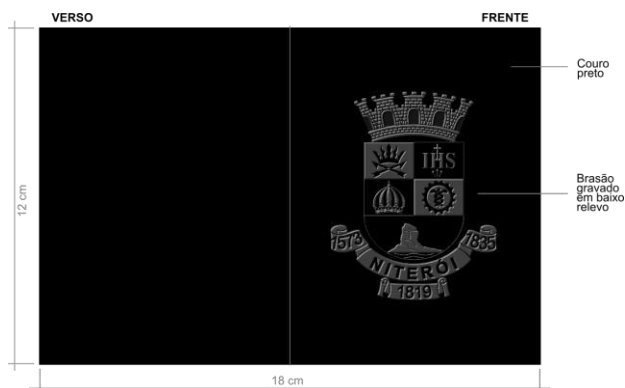 VERSO
FRENTE
Couro
preto
IHS
Brasão
gravado
em baixo
relevo
12 cm
1573
1835
NITERÓI
1819
18 cm